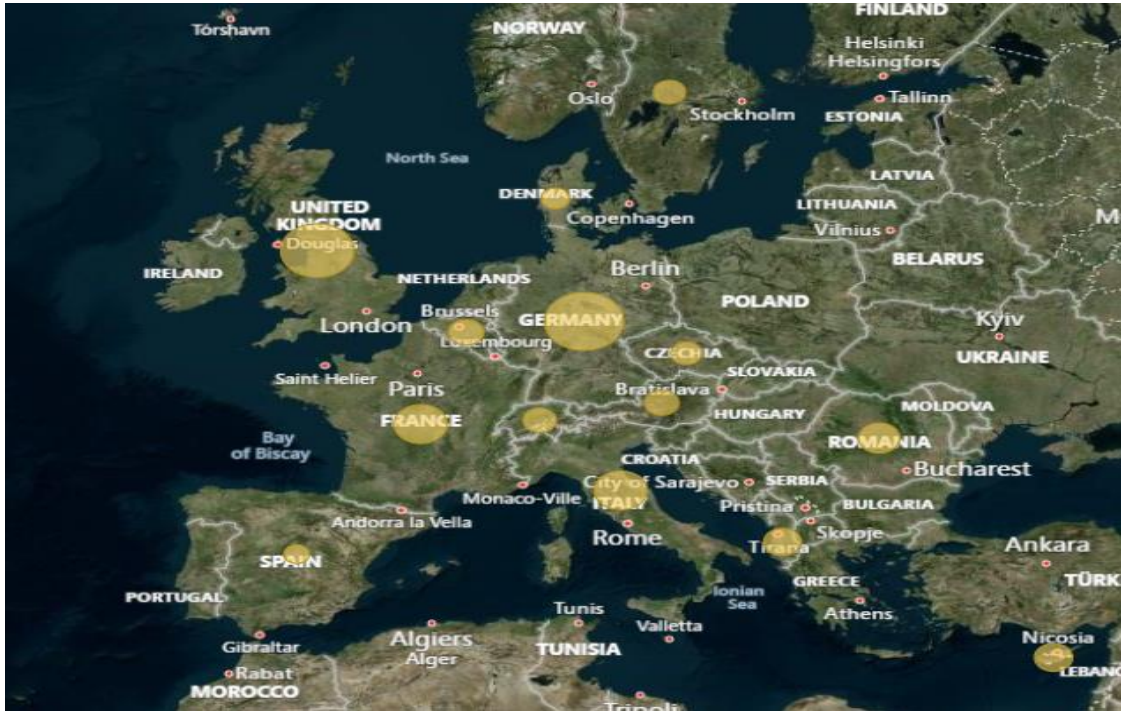 Tórshavn
NORWAY
FINLAND
Helsinki
Helsingfors
Oslo
Stockholm
Tallinn
ESTONIA
North Sea
LATVIA
DENMARK
Copenhagen
LITHUANIA
Vilnius
UNITED
KINGDOM
Douglas
IRELAND
NETHERLANDS
Berlin
BELARUS
POLAND
London
Brussels
GERMANY
Kyiv
UKRAINE
Luxembourg
CZECHIA
SLOVAKIA
Saint Helier
Paris
Bratislava
HUNGARY
MOLDOVA
FRANCE
Bay
of Biscay
ROMANIA
CROATIA
Bucharest
City of Sarajevo
SERBIA
Monaco-Ville
ITALY
Pristina
BULGARIA
Andorra la Vella
Rome
Skopje
Tirana
Ankara
SPAIN
GREECE
TÜRK
PORTUGAL
Ionian
Sea
Athens
Tunis
Valletta
Gibraltar
Algiers
Alger
TUNISIA
Nicosia
Rabat
LEBANO
MOROCCO
Tripoli